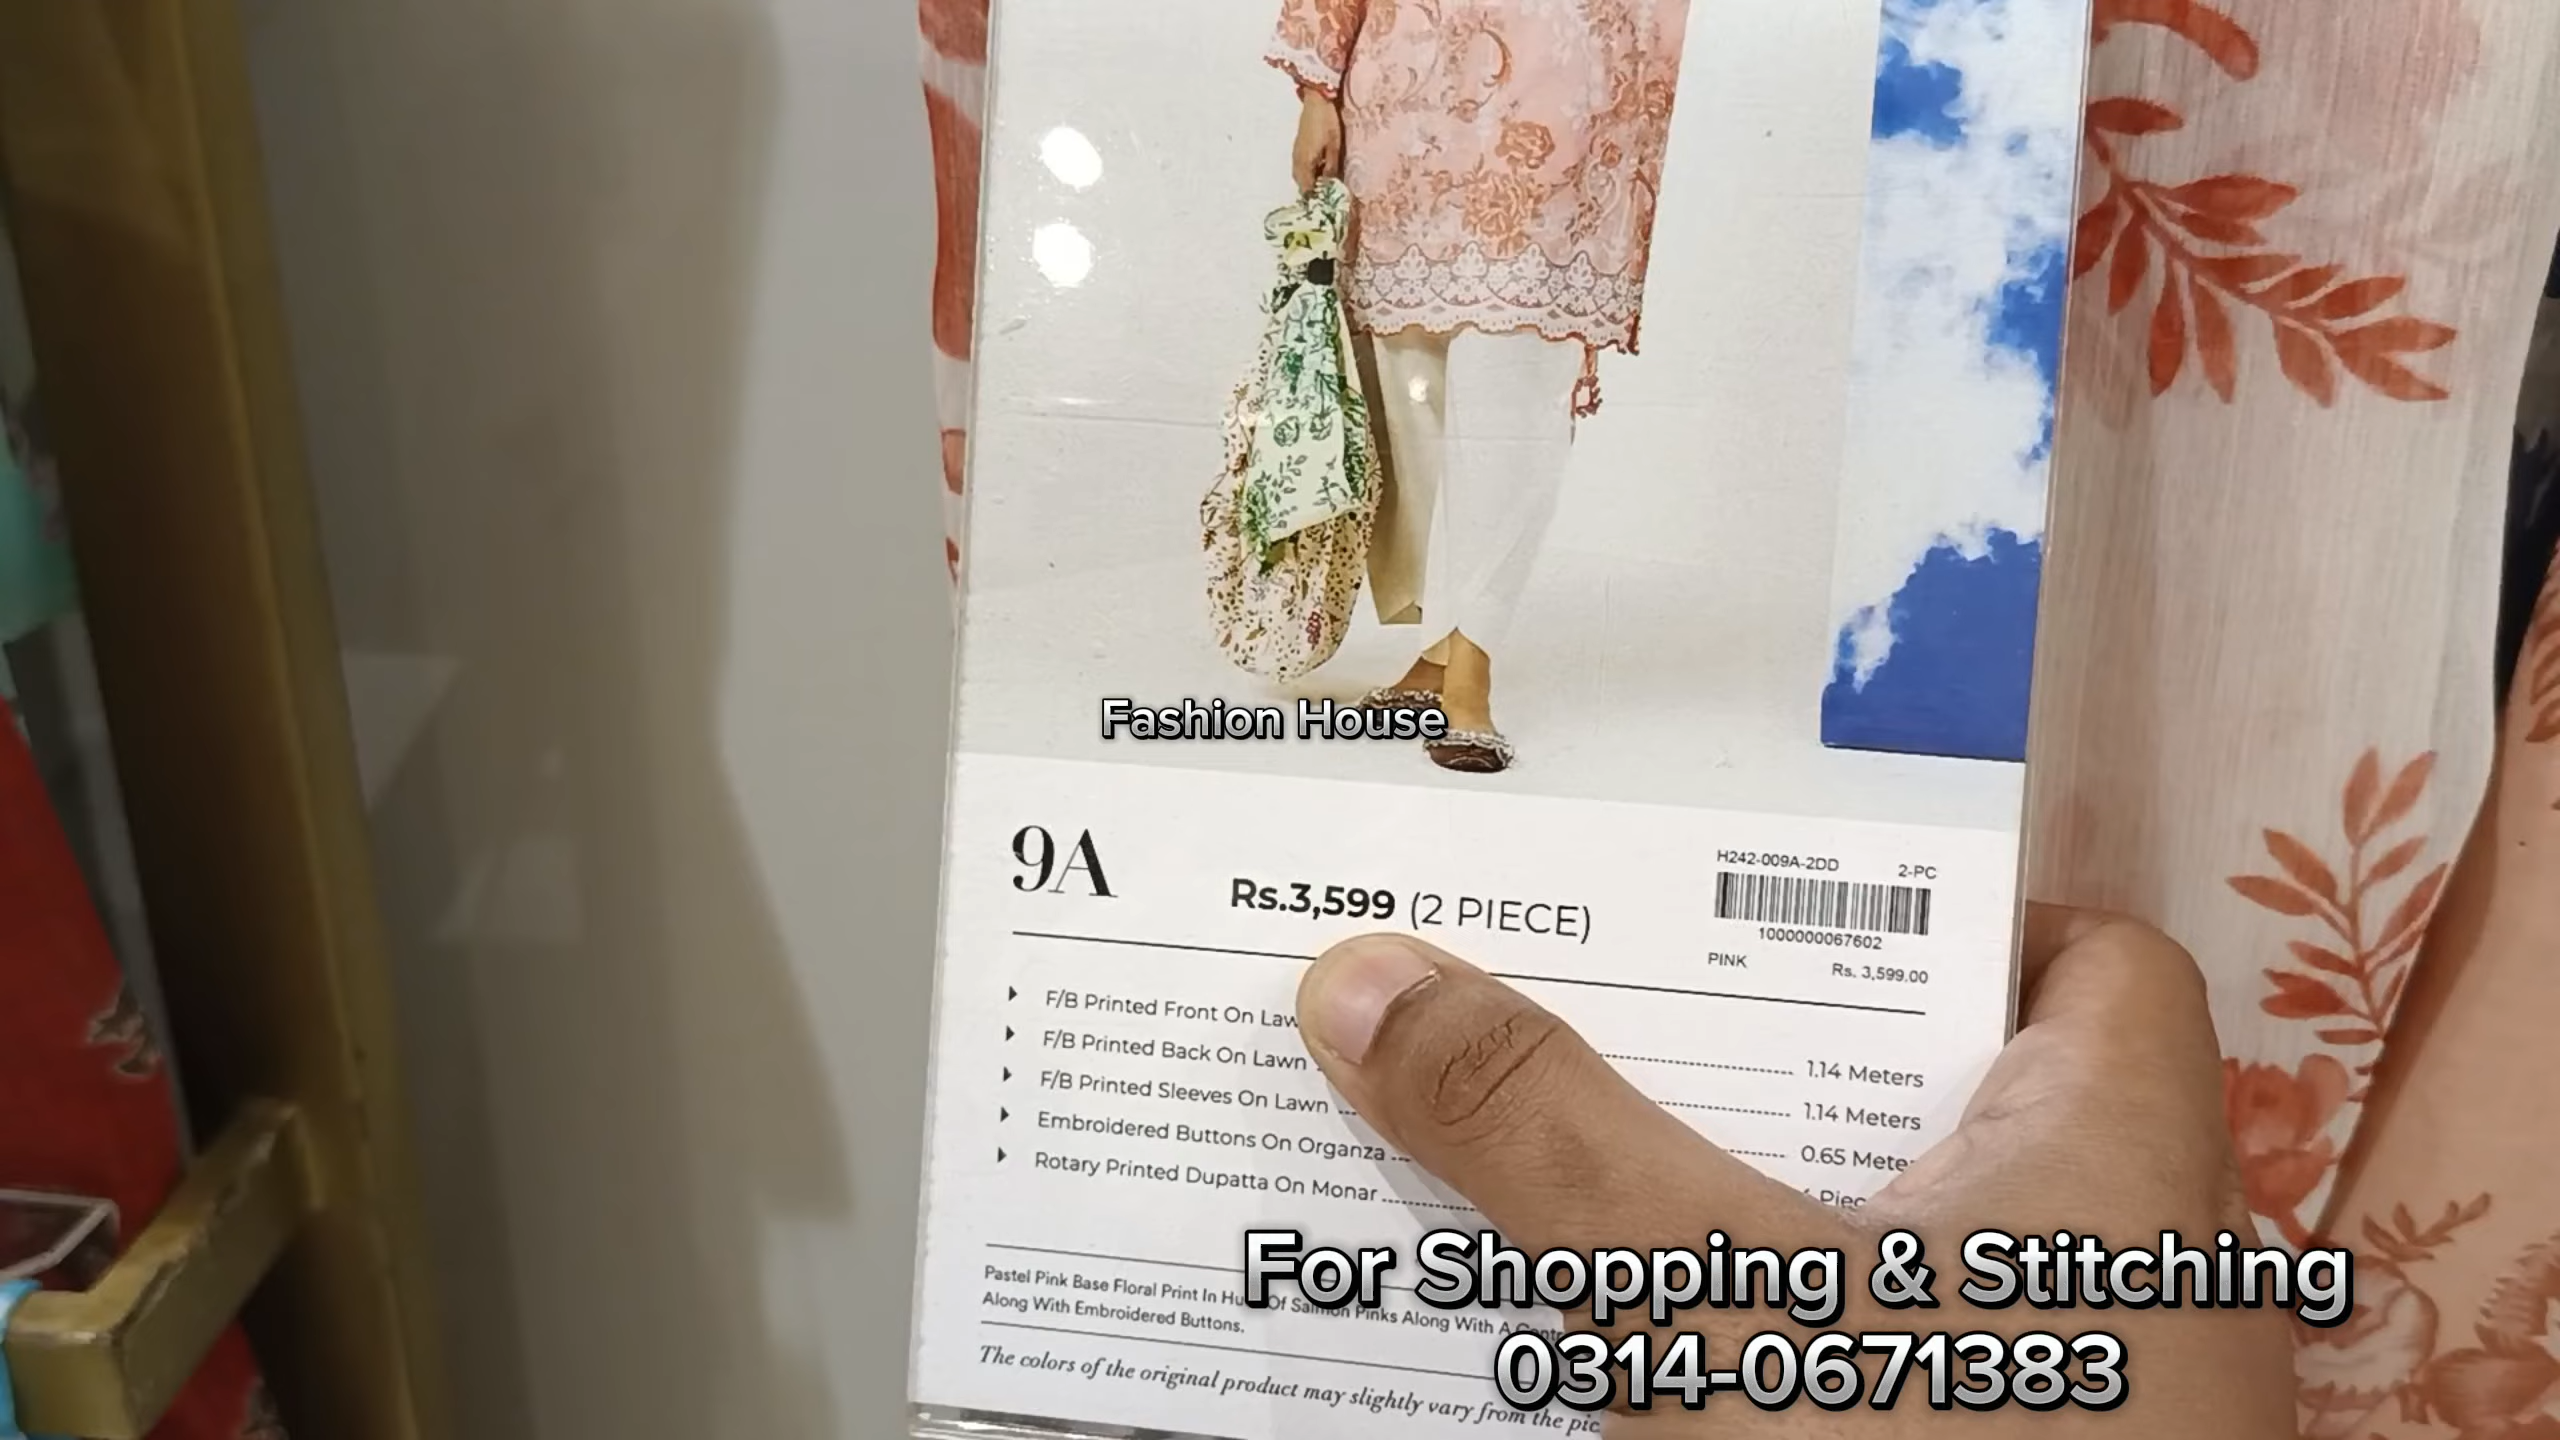 Fashion House
9A
Rs.3,599 (2 PIECE)
H242-009A-2DD 2-PC
1000000067602
PINK Rs. 3,599.00
F/B Printed Front On 1.14 Meters
F/B Printed Back On Lawn 1.14 Meters
F/B Printed Sleeves On Lawn 0.65
Embroidered Buttons On Organza
Rotary Printed Dupatta On Monar
Pastel Pink Base Floral Print In Of Salmon Pinks Along With A
Along With Embroidered Buttons.
The colors of the original product may slightly vary from the
For Shopping & Stitching
0314-0671383